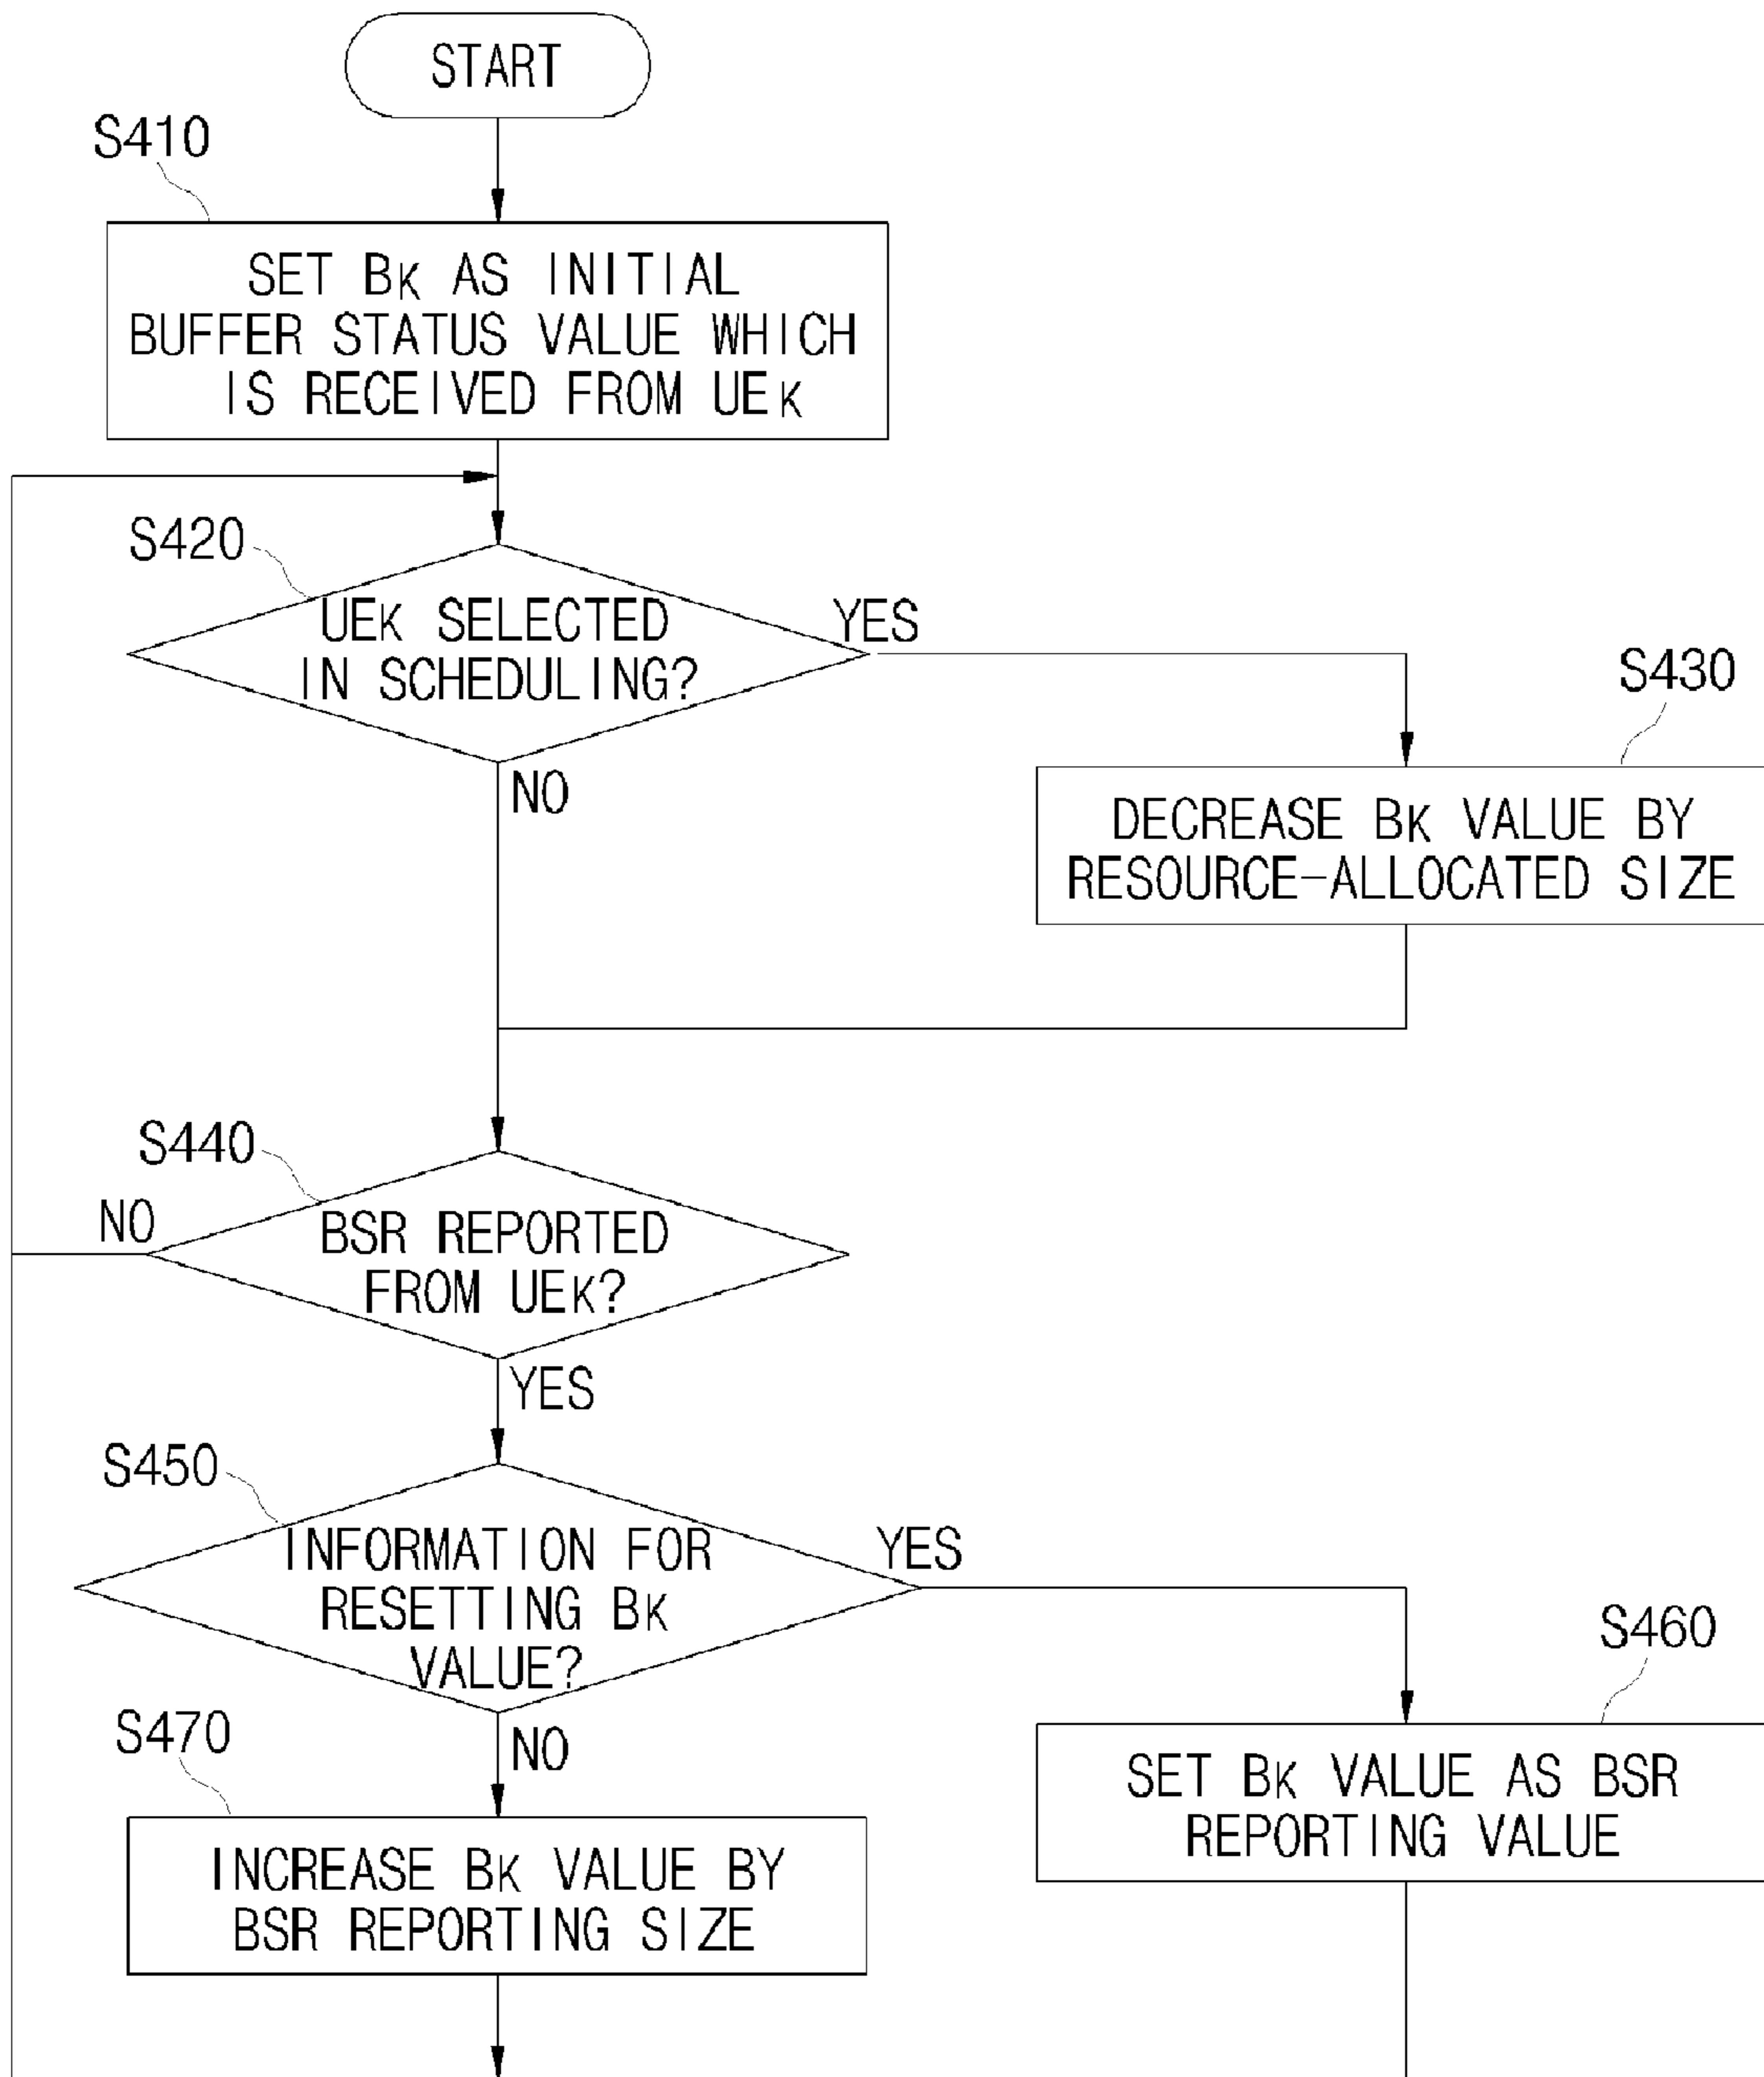 START
S410
SET BK AS INITIAL
BUFFER STATUS VALUE WHICH
IS RECEIVED FROM UEK
S420
UEK SELECTED
IN SCHEDULING?
YES
NO
S430
DECREASE BK VALUE BY
RESOURCE-ALLOCATED SIZE
S440
NO
BSR REPORTED
FROM UEK?
YES
S450
INFORMATION FOR
RESETTING BK
VALUE?
YES
NO
S460
SET BK VALUE AS BSR
REPORTING VALUE
S470
INCREASE BK VALUE BY
BSR REPORTING SIZE